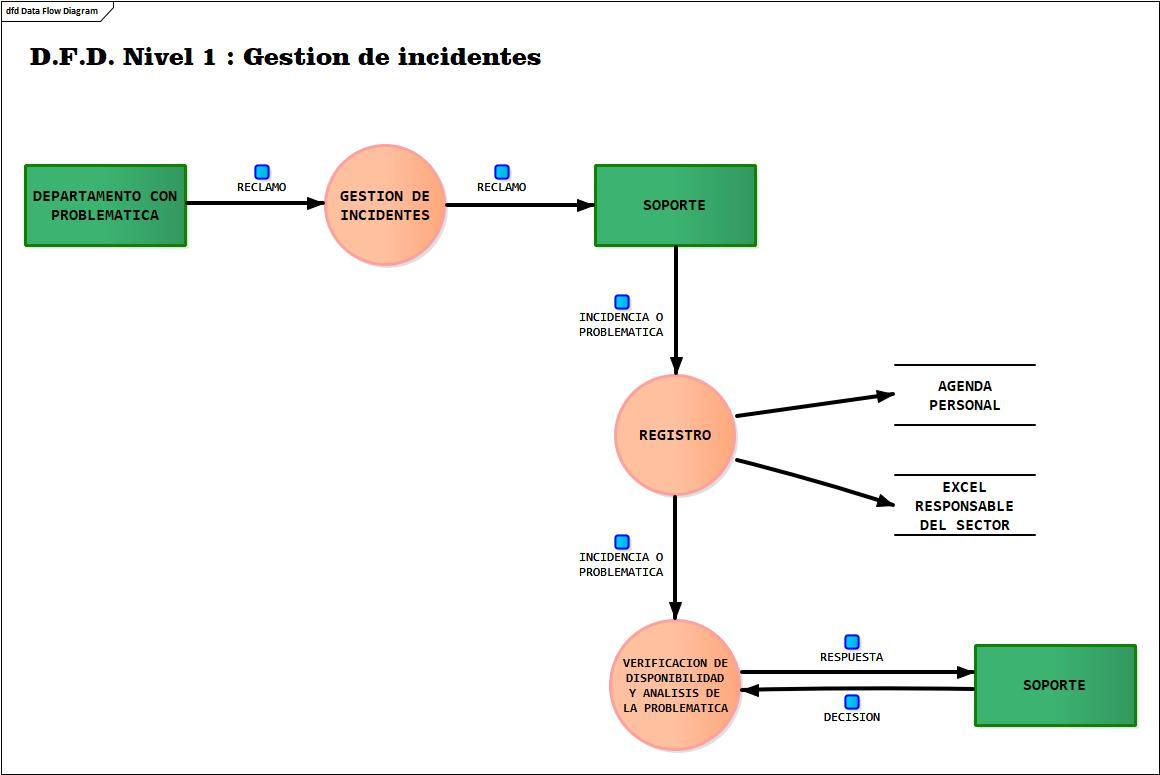 dfd Data Flow Diagram
D.F.D. Nivel 1 : Gestion de incidentes
DEPARTAMENTO CON
PROBLEMATICA
RECLAMO
GESTION DE
INCIDENTES
RECLAMO
SOPORTE
INCIDENCIA O
PROBLEMATICA
REGISTRO
AGENDA
PERSONAL
EXCEL
RESPONSABLE
DEL SECTOR
INCIDENCIA O
PROBLEMATICA
VERIFICACION DE
DISPONIBILIDAD
Y ANALISIS DE
LA PROBLEMATICA
RESPUESTA
DECISION
SOPORTE